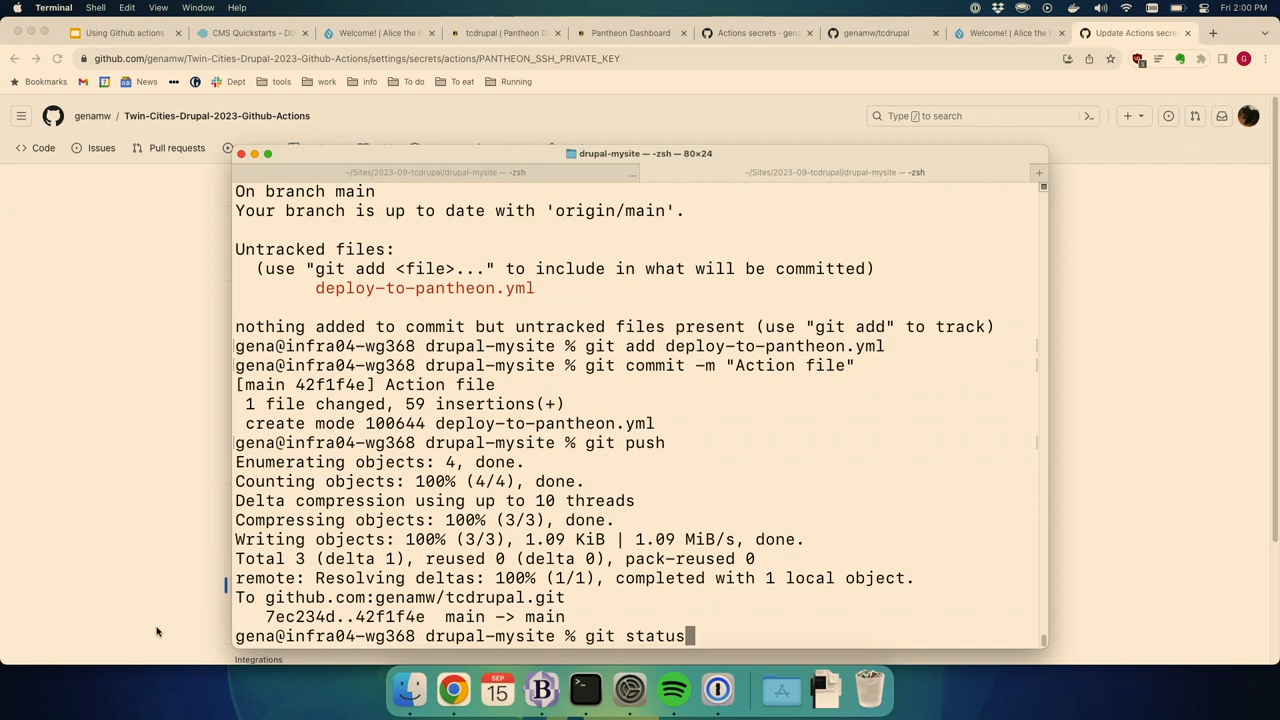 Terminal Shell Edit View Window Help Fri 2:00 PM
Using Github actions
CMS Quickstarts - DD
Welcome! | Alice the
tcdrupal | Pantheon D
Pantheon Dashboard
Actions secrets · gena
genamw/tcdrupal
Welcome! | Alice the
Update Actions secre
github.com/genamw/Twin-Cities-Drupal-2023-Github-Actions/settings/secrets/actions/PANTHEON_SSH_PRIVATE_KEY
Bookmarks News Dept tools work info To do To eat Running
genamw / Twin-Cities-Drupal-2023-Github-Actions
Type / to search
Code Issues Pull requests
drupal-mysite — -zsh — 80×24
~/Sites/2023-09-tcdrupal/drupal-mysite — -zsh ...
~/Sites/2023-09-tcdrupal/drupal-mysite — -zsh
On branch main
Your branch is up to date with 'origin/main'.
Untracked files:
(use "git add <file>..." to include in what will be committed)
deploy-to-pantheon.yml
nothing added to commit but untracked files present (use "git add" to track)
gena@infra04-wg368 drupal-mysite % git add deploy-to-pantheon.yml
gena@infra04-wg368 drupal-mysite % git commit -m "Action file"
[main 42f1f4e] Action file
1 file changed, 59 insertions(+)
create mode 100644 deploy-to-pantheon.yml
gena@infra04-wg368 drupal-mysite % git push
Enumerating objects: 4, done.
Counting objects: 100% (4/4), done.
Delta compression using up to 10 threads
Compressing objects: 100% (3/3), done.
Writing objects: 100% (3/3), 1.09 KiB | 1.09 MiB/s, done.
Total 3 (delta 1), reused 0 (delta 0), pack-reused 0
remote: Resolving deltas: 100% (1/1), completed with 1 local object.
To github.com:genamw/tcdrupal.git
7ec234d..42f1f4e main -> main
gena@infra04-wg368 drupal-mysite % git status
Integrations
SEP
15